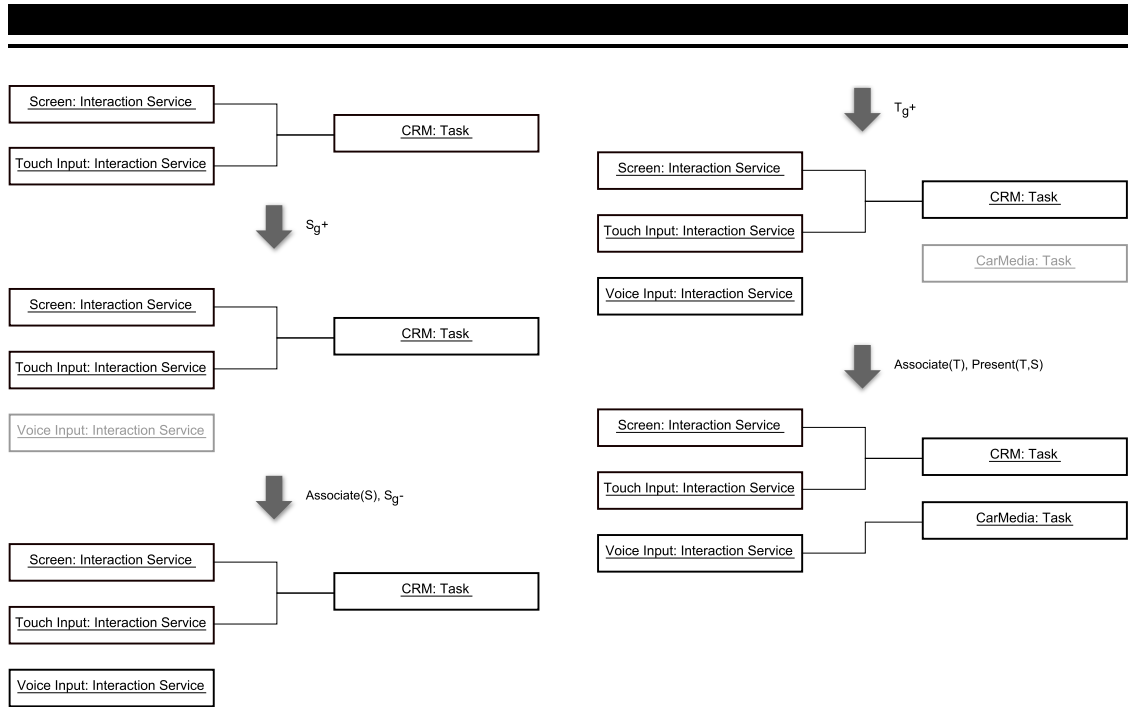 Screen: Interaction Service
CRM: Task
Touch Input: Interaction Service
Sg+
Screen: Interaction Service
CRM: Task
Touch Input: Interaction Service
Voice Input: Interaction Service
Associate(S), Sg-
Screen: Interaction Service
CRM: Task
Touch Input: Interaction Service
Voice Input: Interaction Service
Tg+
Screen: Interaction Service
CRM: Task
Touch Input: Interaction Service
CarMedia: Task
Voice Input: Interaction Service
Associate(T), Present(T,S)
Screen: Interaction Service
CRM: Task
Touch Input: Interaction Service
CarMedia: Task
Voice Input: Interaction Service